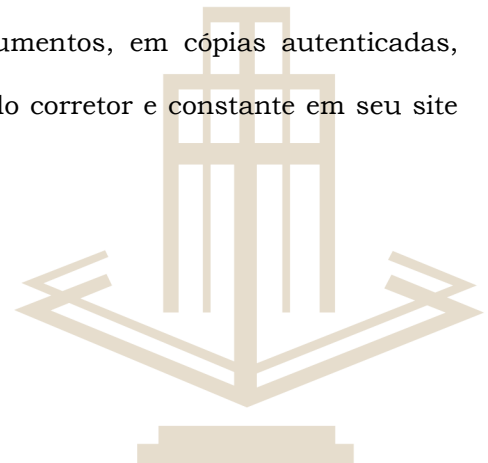 umentos, em cópias autenticadas,
lo corretor e constante em seu site